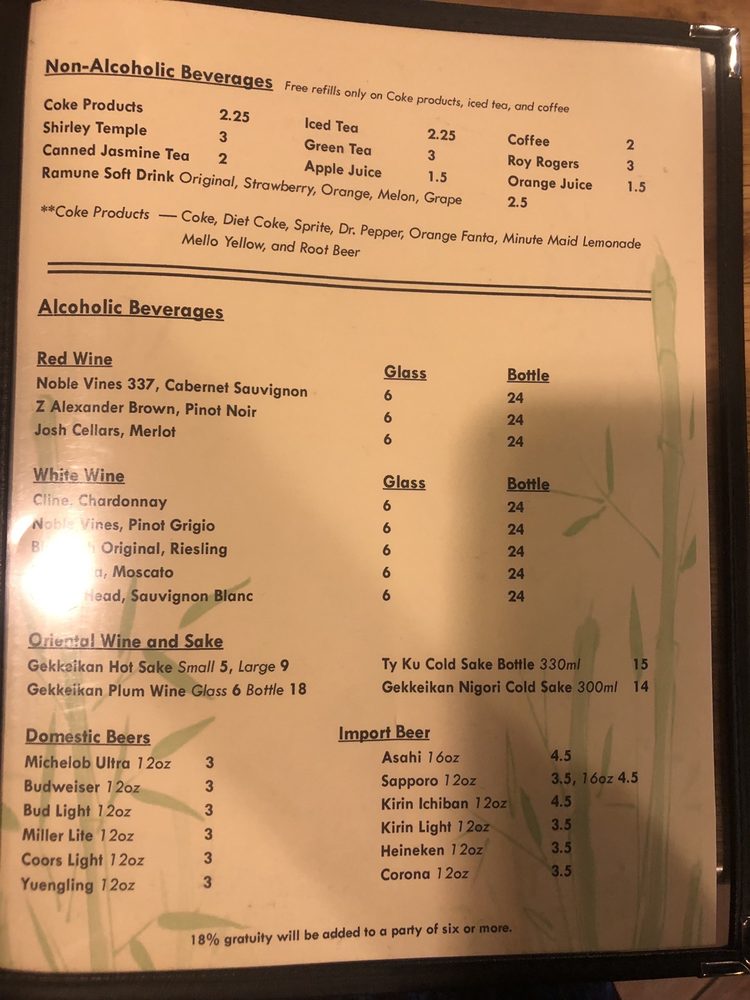 Non-Alcoholic Beverages Free refills only on Coke products, iced tea, and coffee
Coke Products 2.25 Iced Tea 2.25 Coffee 2
Shirley Temple 3 Green Tea 3 Roy Rogers 3
Canned Jasmine Tea 2 Apple Juice 1.5 Orange Juice 1.5
Ramune Soft Drink Original, Strawberry, Orange, Melon, Grape 2.5
**Coke Products — Coke, Diet Coke, Sprite, Dr. Pepper, Orange Fanta, Minute Maid Lemonade
Mello Yellow, and Root Beer
Alcoholic Beverages
Red Wine Glass Bottle
Noble Vines 337, Cabernet Sauvignon 6 24
Z Alexander Brown, Pinot Noir 6 24
Josh Cellars, Merlot 6 24
White Wine Glass Bottle
Cline, Chardonnay 6 24
Noble Vines, Pinot Grigio 6 24
Original, Riesling 6 24
Moscato 6 24
Head, Sauvignon Blanc 6 24
Oriental Wine and Sake
Gekkeikan Hot Sake Small 5, Large 9 Ty Ku Cold Sake Bottle 330ml 15
Gekkeikan Plum Wine Glass 6 Bottle 18 Gekkeikan Nigori Cold Sake 300ml 14
Domestic Beers Import Beer
Michelob Ultra 12oz 3 Asahi 16oz 4.5
Budweiser 12oz 3 Sapporo 12oz 3.5, 16oz 4.5
Bud Light 12oz 3 Kirin Ichiban 12oz 4.5
Miller Lite 12oz 3 Kirin Light 12oz 3.5
Coors Light 12oz 3 Heineken 12oz 3.5
Yuengling 12oz 3 Corona 12oz 3.5
18% gratuity will be added to a party of six or more.